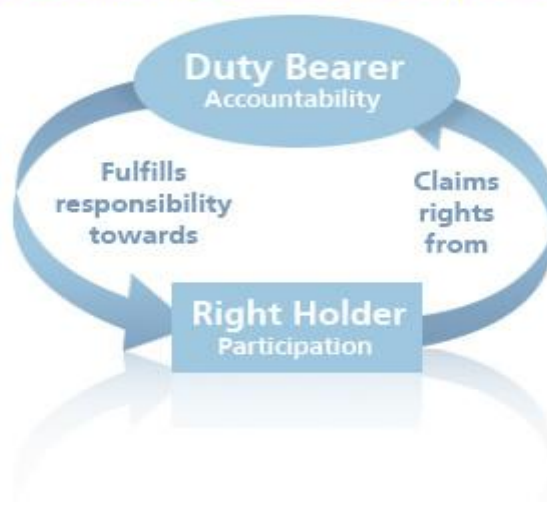 Duty Bearer
Accountability
Fulfills
responsibility
towards
Claims
rights
from
Right Holder
Participation